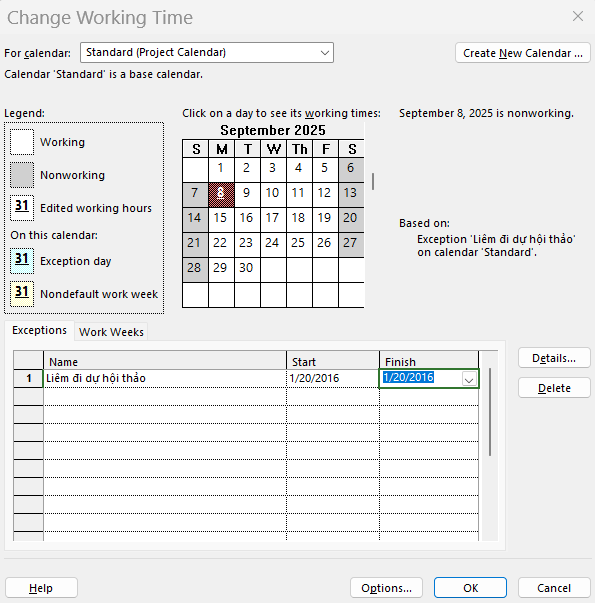 Change Working Time
For calendar: Standard (Project Calendar) Create New Calendar ...
Calendar 'Standard' is a base calendar.
Legend:
Working
Nonworking
31 Edited working hours
On this calendar:
31 Exception day
31 Nondefault work week
Click on a day to see its working times:
September 2025
S M T W Th F S
1 2 3 4 5 6
7 8 9 10 11 12 13
14 15 16 17 18 19 20
21 22 23 24 25 26 27
28 29 30
September 8, 2025 is nonworking.
Based on:
Exception 'Liêm đi dự hội thảo'
on calendar 'Standard'.
Exceptions Work Weeks
Name Start Finish
1 Liêm đi dự hội thảo 1/20/2016 1/20/2016
Details...
Delete
Help Options... OK Cancel